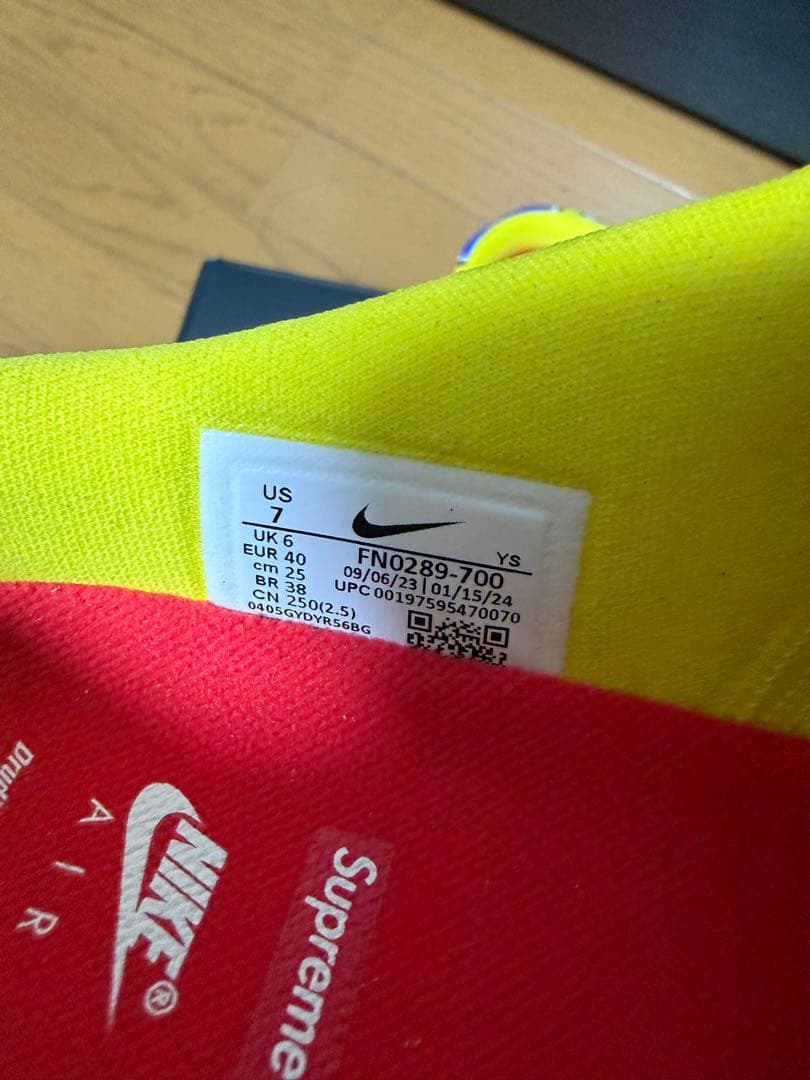 US
7
UK 6
EUR 40
cm 25
BR 38
CN 250(2.5)
0405GYDYR56BG
YS
FN0289-700
09/06/23 | 01/15/24
UPC 00197595470070
NIKE®
AIR
Supreme